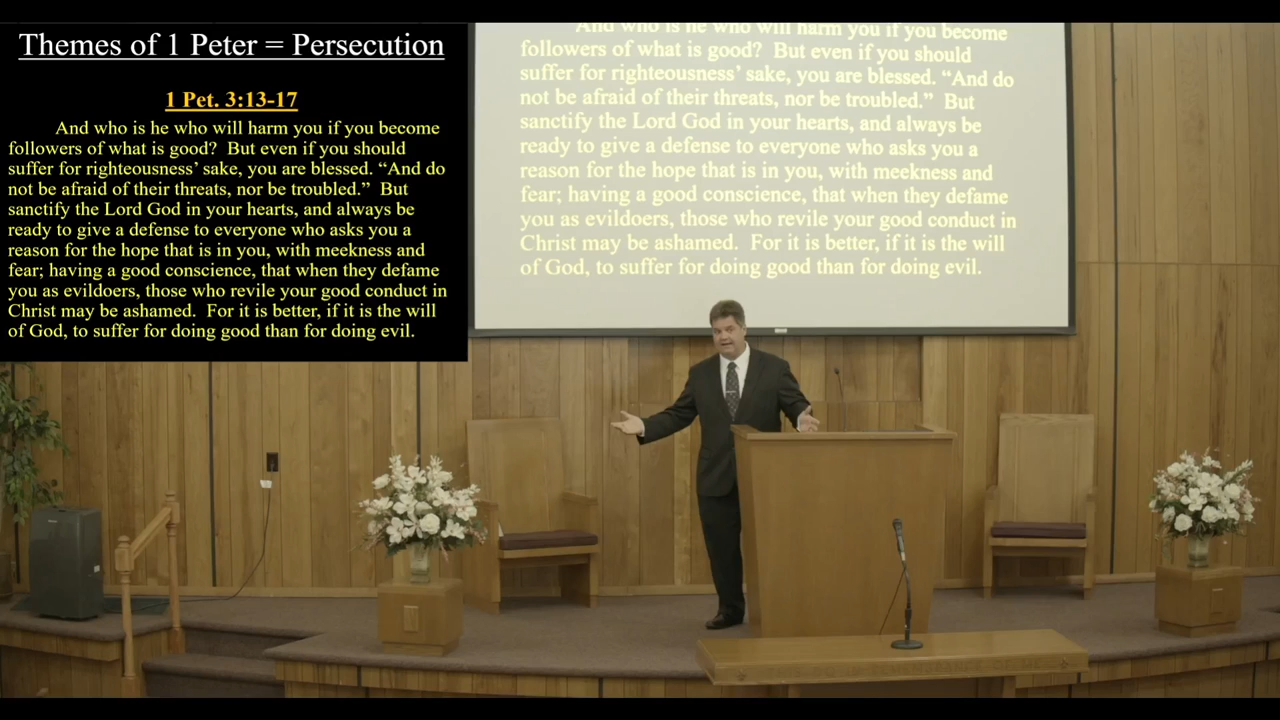 Themes of 1 Peter = Persecution
1 Pet. 3:13-17
And who is he who will harm you if you become
followers of what is good?  But even if you should
suffer for righteousness’ sake, you are blessed. “And do
not be afraid of their threats, nor be troubled.”  But
sanctify the Lord God in your hearts, and always be
ready to give a defense to everyone who asks you a
reason for the hope that is in you, with meekness and
fear; having a good conscience, that when they defame
you as evildoers, those who revile your good conduct in
Christ may be ashamed.  For it is better, if it is the will
of God, to suffer for doing good than for doing evil.
And who is he who will harm you if you become
followers of what is good?  But even if you should
suffer for righteousness’ sake, you are blessed. “And do
not be afraid of their threats, nor be troubled.”  But
sanctify the Lord God in your hearts, and always be
ready to give a defense to everyone who asks you a
reason for the hope that is in you, with meekness and
fear; having a good conscience, that when they defame
you as evildoers, those who revile your good conduct in
Christ may be ashamed.  For it is better, if it is the will
of God, to suffer for doing good than for doing evil.